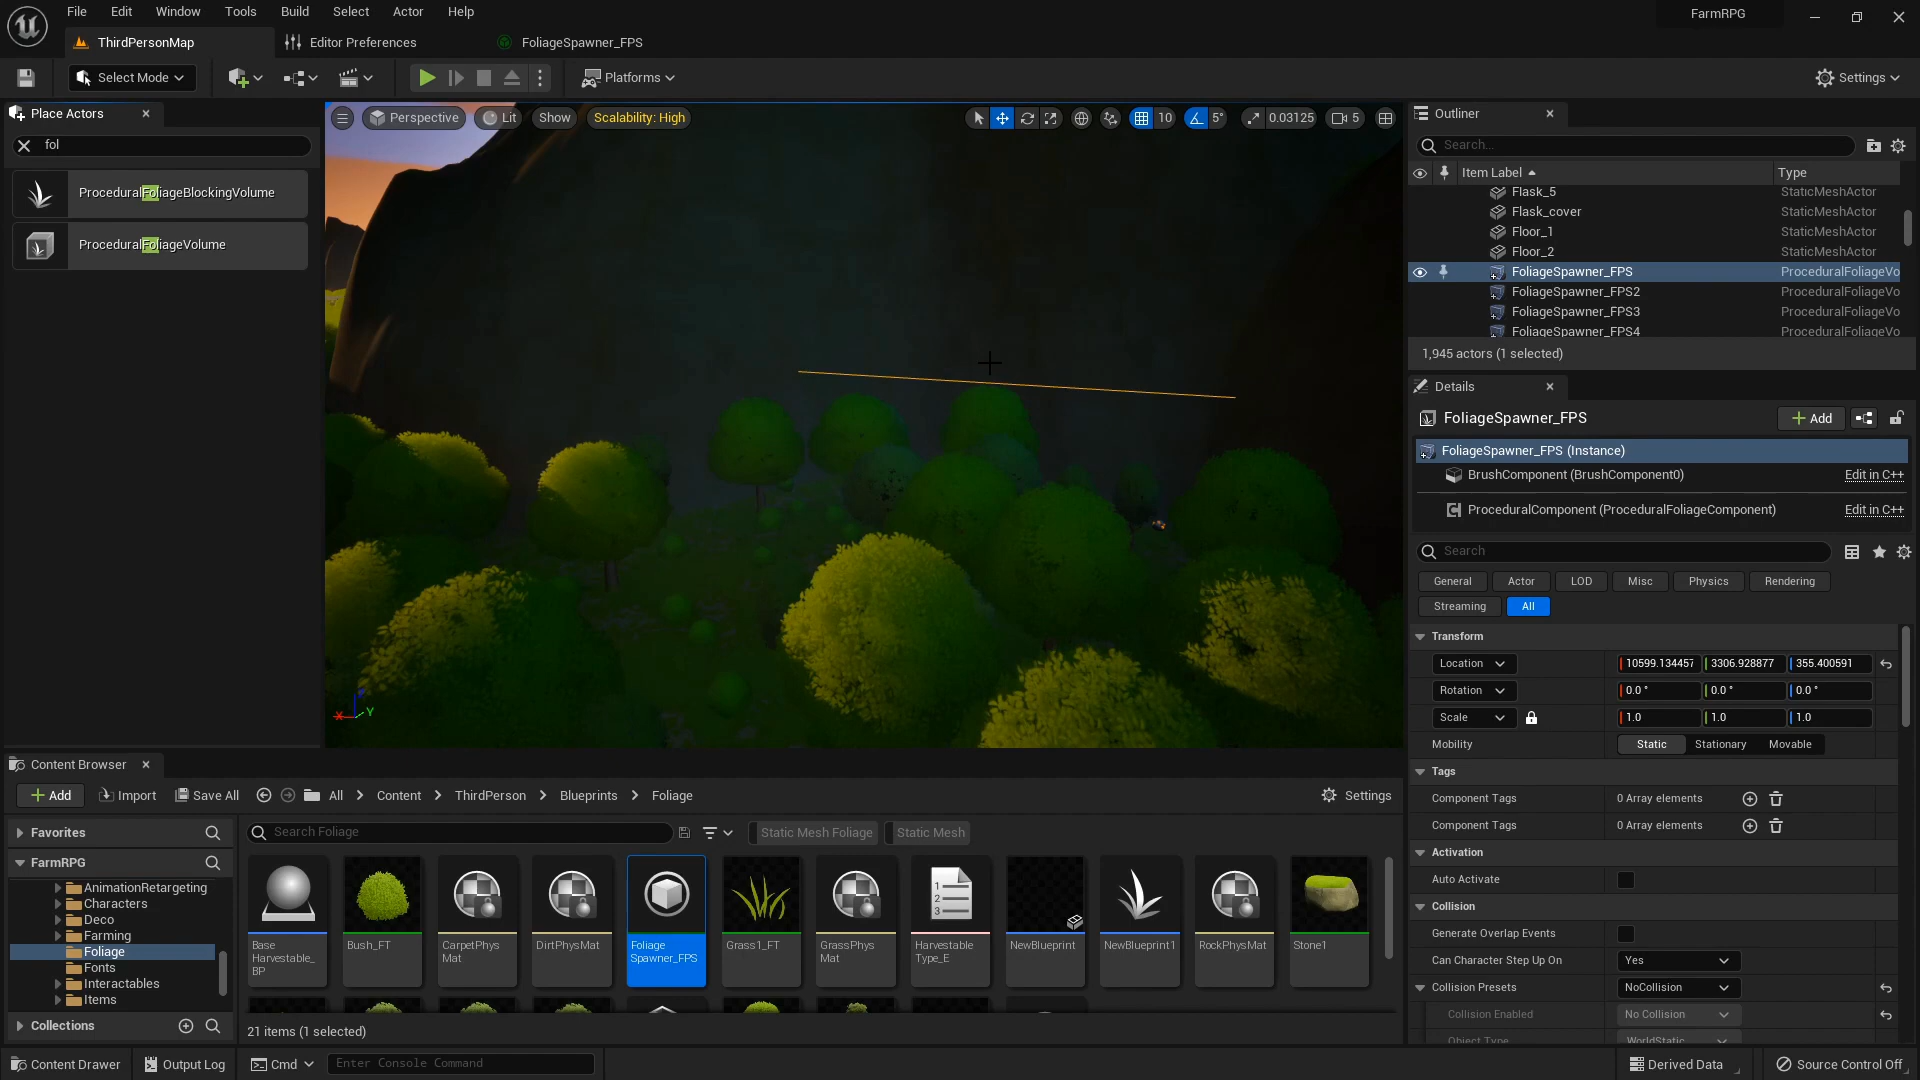 File Edit Window Tools Build Select Actor Help
FarmRPG
ThirdPersonMap
Editor Preferences
FoliageSpawner_FPS
Select Mode
Platforms
Settings
Place Actors
fol
ProceduralFoliageBlockingVolume
ProceduralFoliageVolume
Perspective Lit Show Scalability: High
10 5° 0.03125 5
X Y
Outliner
Search...
Item Label Type
Flask_5 StaticMeshActor
Flask_cover StaticMeshActor
Floor_1 StaticMeshActor
Floor_2 StaticMeshActor
FoliageSpawner_FPS ProceduralFoliageVo
FoliageSpawner_FPS2 ProceduralFoliageVo
FoliageSpawner_FPS3 ProceduralFoliageVo
FoliageSpawner_FPS4 ProceduralFoliageVo
1,945 actors (1 selected)
Details
FoliageSpawner_FPS
Add
FoliageSpawner_FPS (Instance)
BrushComponent (BrushComponent0) Edit in C++
ProceduralComponent (ProceduralFoliageComponent) Edit in C++
Search
General Actor LOD Misc Physics Rendering
Streaming All
Transform
Location 10599.134457 3306.928877 355.400591
Rotation 0.0 ° 0.0 ° 0.0 °
Scale 1.0 1.0 1.0
Mobility Static Stationary Movable
Tags
Component Tags 0 Array elements
Component Tags 0 Array elements
Activation
Auto Activate
Collision
Generate Overlap Events
Can Character Step Up On Yes
Collision Presets NoCollision
Collision Enabled No Collision
Object Type WorldStatic
Content Browser
Add Import Save All All Content ThirdPerson Blueprints Foliage Settings
Favorites
FarmRPG
AnimationRetargeting
Characters
Deco
Farming
Foliage
Fonts
Interactables
Items
Collections
Search Foliage
Static Mesh Foliage
Static Mesh
Base
Harvestable_
BP
Bush_FT
CarpetPhys
Mat
DirtPhysMat
Foliage
Spawner_FPS
Grass1_FT
GrassPhys
Mat
Harvestable
Type_E
NewBlueprint
NewBlueprint1
RockPhysMat
Stone1
21 items (1 selected)
Content Drawer
Output Log
Cmd
Enter Console Command
Derived Data
Source Control Off